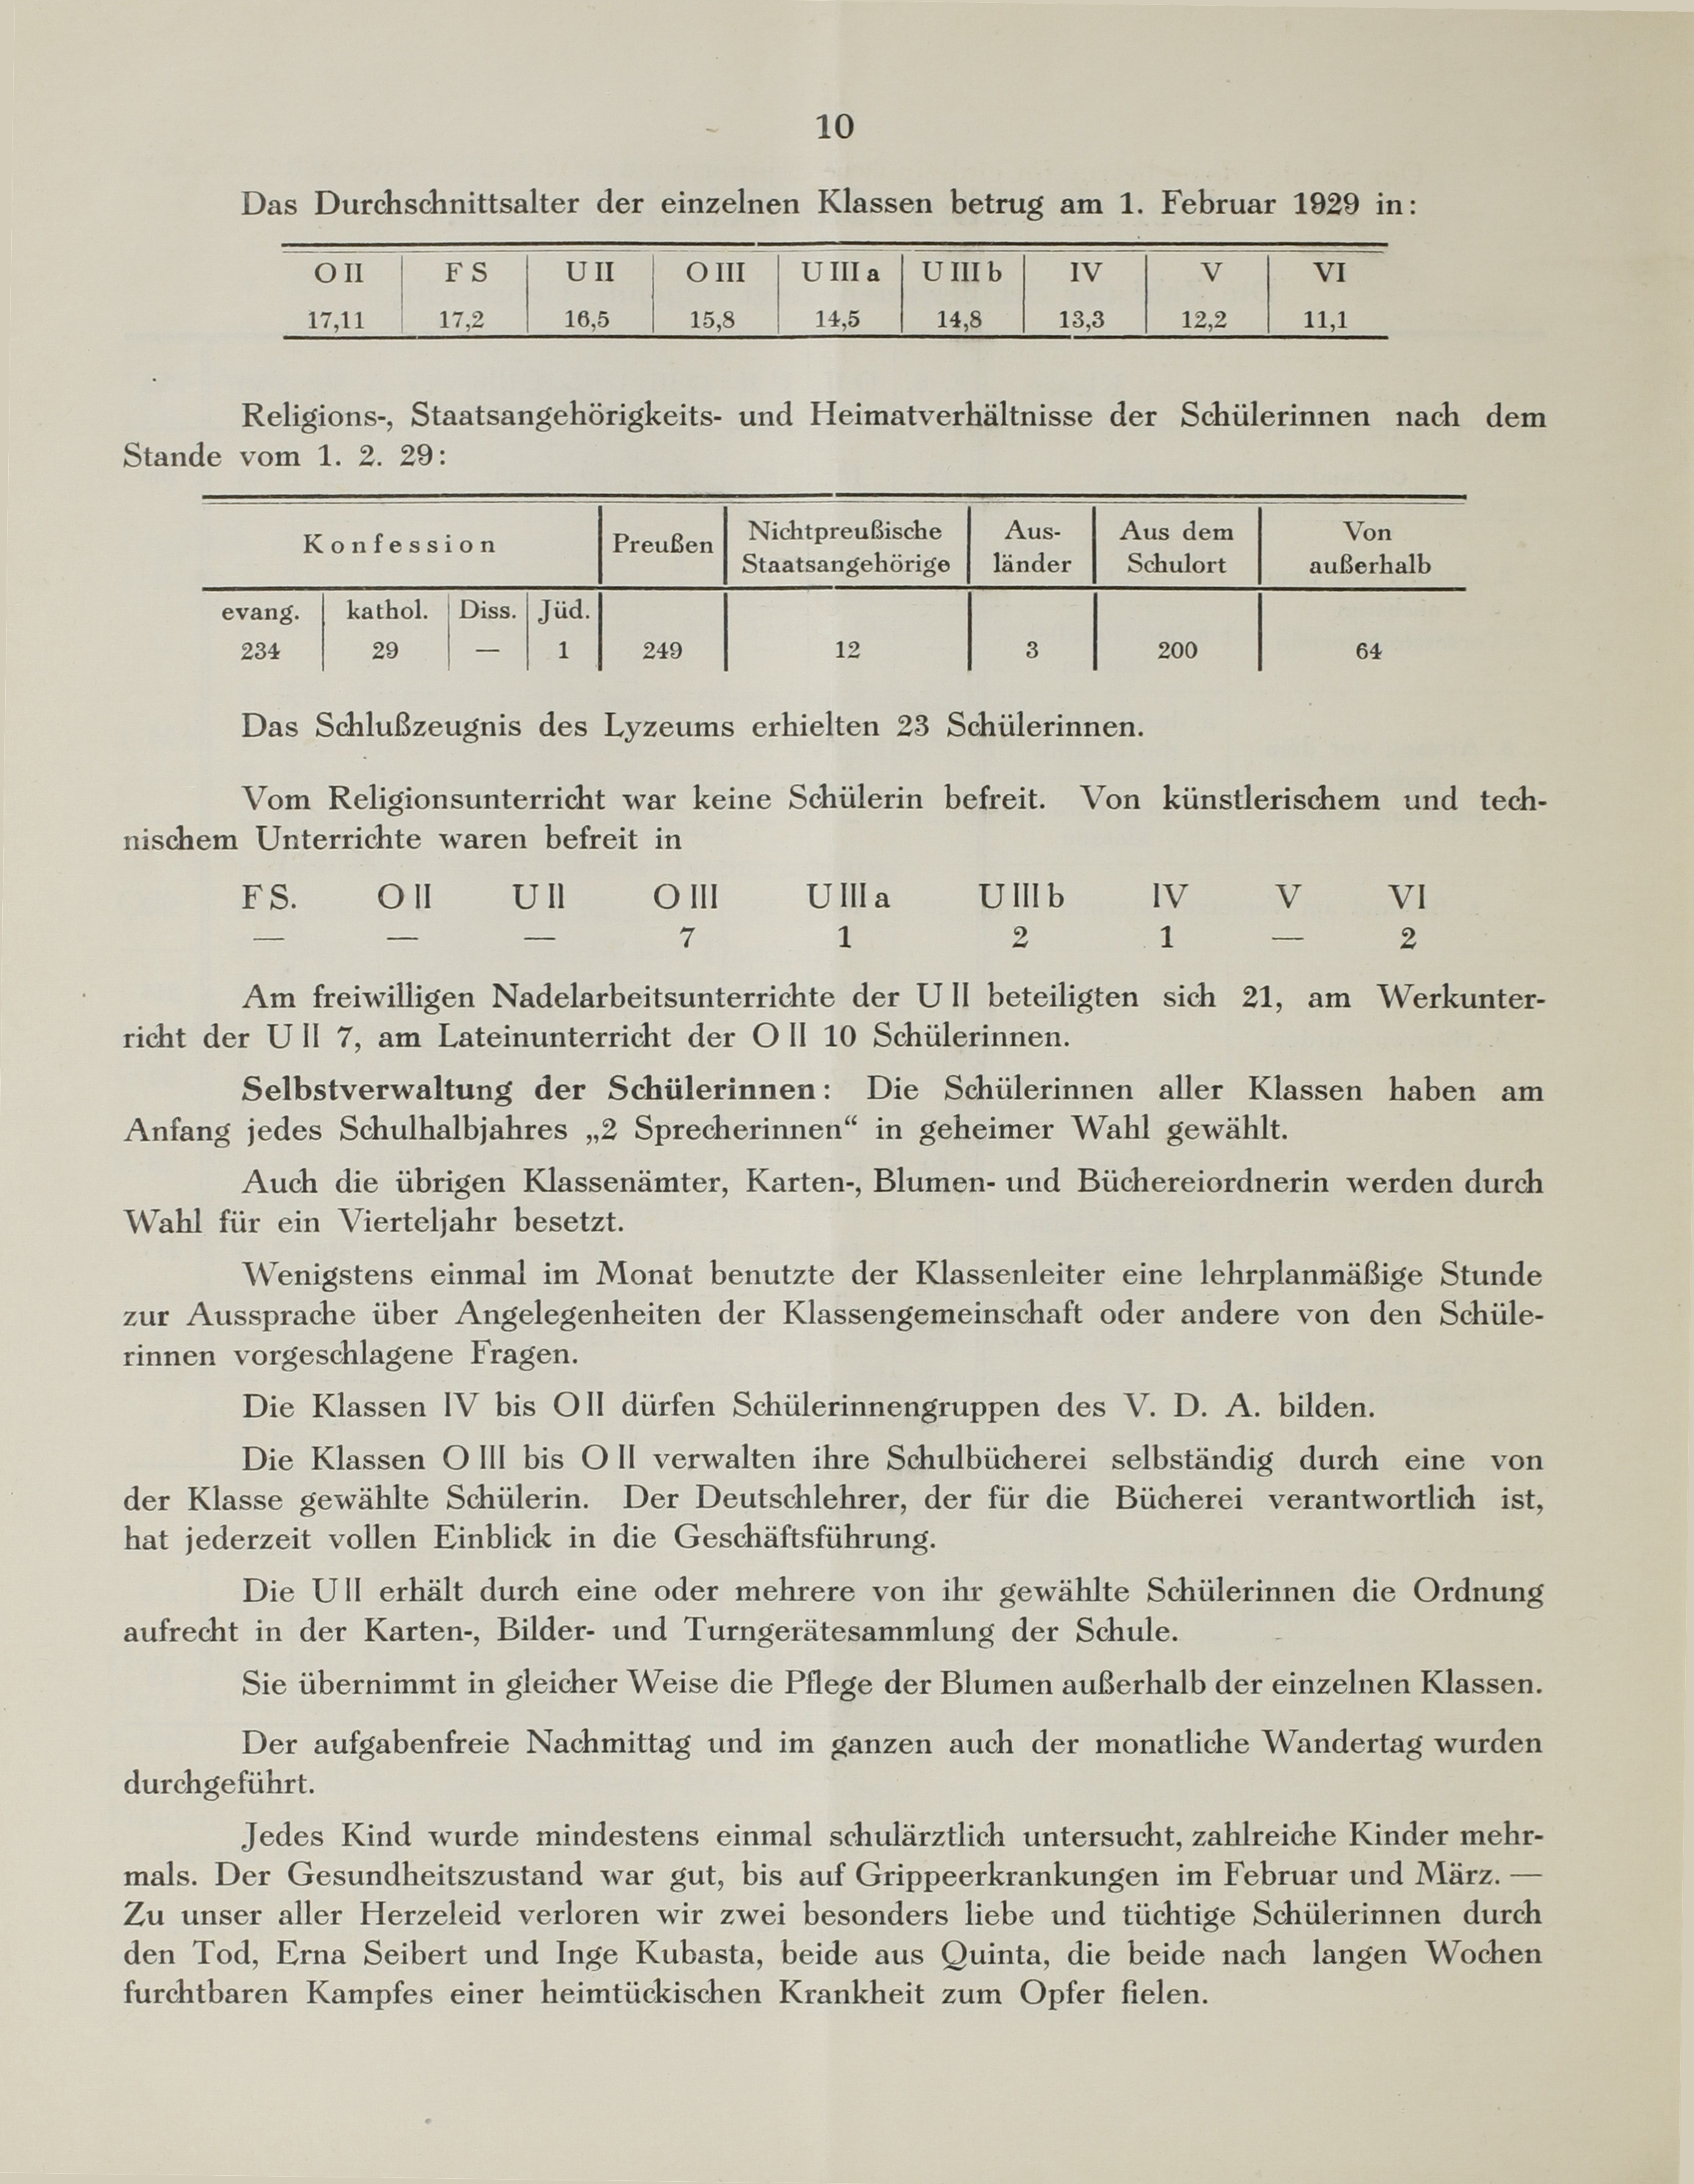 10
Das Durchschnittsalter der einzelnen Klassen betrug am 1. Februar 1929 in:
O II F S U II O III U III a U III b IV V VI
17,11 17,2 16,5 15,8 14,5 14,8 13,3 12,2 11,1
Religions-, Staatsangehörigkeits- und Heimatverhältnisse der Schülerinnen nach dem
Stande vom 1. 2. 29:
Konfession Preußen Nichtpreußische Staatsangehörige Aus-länder Aus dem Schulort Von außerhalb
evang. kathol. Diss. Jüd.
234 29 — 1 249 12 3 200 64
Das Schlußzeugnis des Lyzeums erhielten 23 Schülerinnen.
Vom Religionsunterricht war keine Schülerin befreit. Von künstlerischem und tech-
nischem Unterrichte waren befreit in
F S. O II U II O III U III a U III b IV V VI
— — — 7 1 2 1 — 2
Am freiwilligen Nadelarbeitsunterrichte der U II beteiligten sich 21, am Werkunter-
richt der U II 7, am Lateinunterricht der O II 10 Schülerinnen.
Selbstverwaltung der Schülerinnen: Die Schülerinnen aller Klassen haben am
Anfang jedes Schulhalbjahres „2 Sprecherinnen“ in geheimer Wahl gewählt.
Auch die übrigen Klassenämter, Karten-, Blumen- und Büchereiordnerin werden durch
Wahl für ein Vierteljahr besetzt.
Wenigstens einmal im Monat benutzte der Klassenleiter eine lehrplanmäßige Stunde
zur Aussprache über Angelegenheiten der Klassengemeinschaft oder andere von den Schüle-
rinnen vorgeschlagene Fragen.
Die Klassen IV bis O II dürfen Schülerinnengruppen des V. D. A. bilden.
Die Klassen O III bis O II verwalten ihre Schulbücherei selbständig durch eine von
der Klasse gewählte Schülerin. Der Deutschlehrer, der für die Bücherei verantwortlich ist,
hat jederzeit vollen Einblick in die Geschäftsführung.
Die U II erhält durch eine oder mehrere von ihr gewählte Schülerinnen die Ordnung
aufrecht in der Karten-, Bilder- und Turngerätesammlung der Schule.
Sie übernimmt in gleicher Weise die Pflege der Blumen außerhalb der einzelnen Klassen.
Der aufgabenfreie Nachmittag und im ganzen auch der monatliche Wandertag wurden
durchgeführt.
Jedes Kind wurde mindestens einmal schulärztlich untersucht, zahlreiche Kinder mehr-
mals. Der Gesundheitszustand war gut, bis auf Grippeerkrankungen im Februar und März. —
Zu unser aller Herzeleid verloren wir zwei besonders liebe und tüchtige Schülerinnen durch
den Tod, Erna Seibert und Inge Kubasta, beide aus Quinta, die beide nach langen Wochen
furchtbaren Kampfes einer heimtückischen Krankheit zum Opfer fielen.